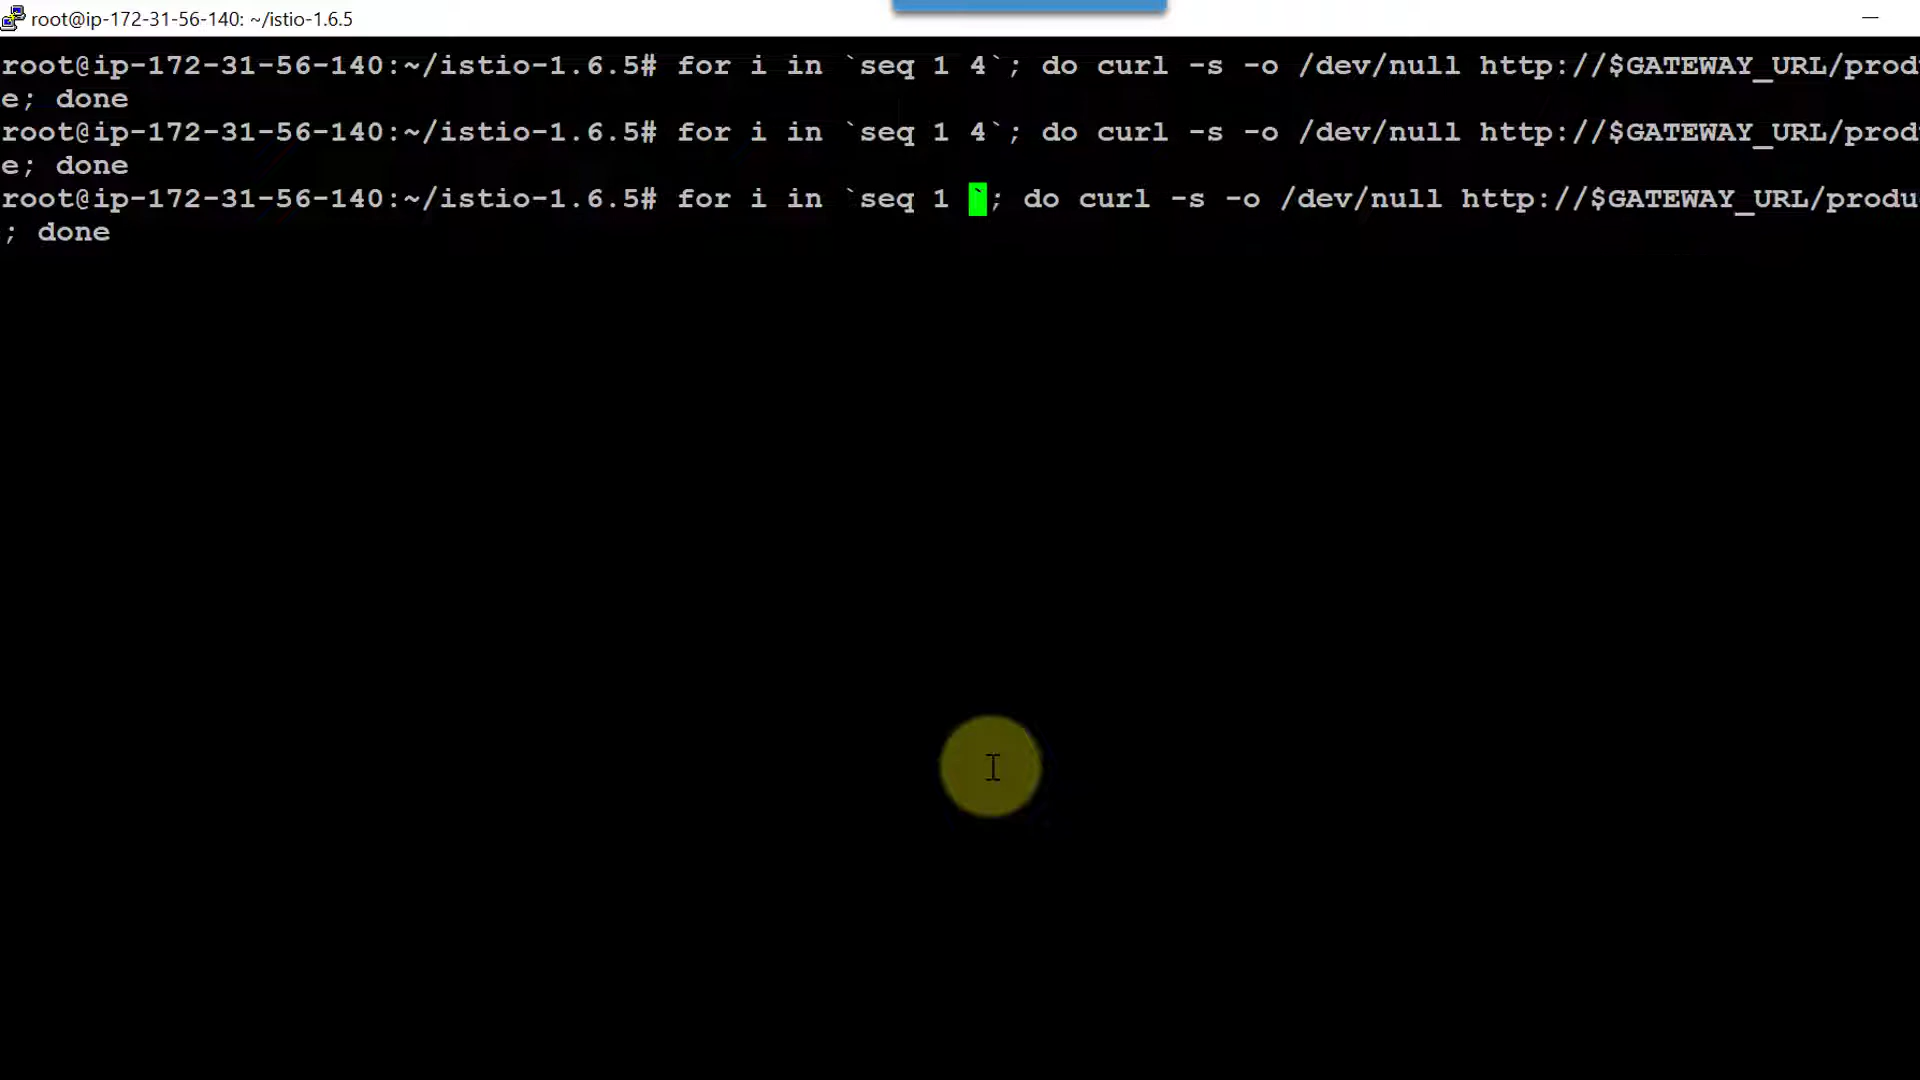 root@ip-172-31-56-140: ~/istio-1.6.5
root@ip-172-31-56-140:~/istio-1.6.5# for i in `seq 1 4`; do curl -s -o /dev/null http://$GATEWAY_URL/prod
e; done
root@ip-172-31-56-140:~/istio-1.6.5# for i in `seq 1 4`; do curl -s -o /dev/null http://$GATEWAY_URL/prod
e; done
root@ip-172-31-56-140:~/istio-1.6.5# for i in `seq 1 `; do curl -s -o /dev/null http://$GATEWAY_URL/produ
; done